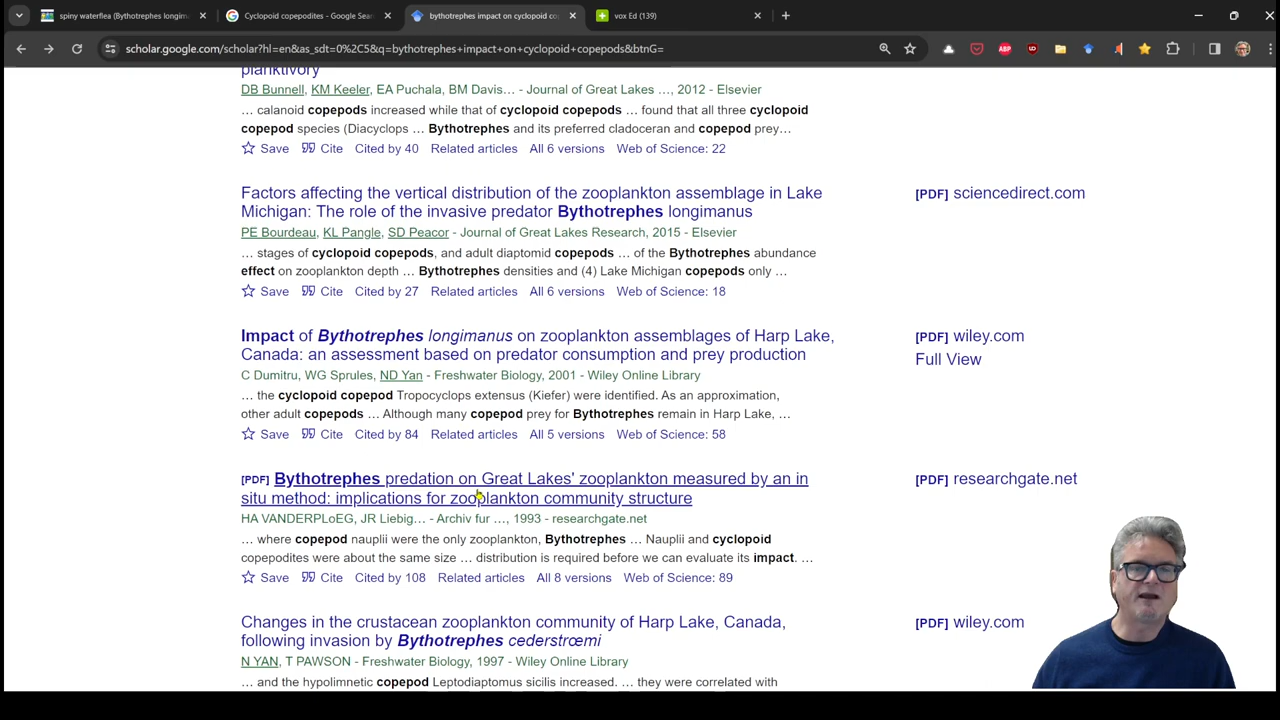 spiny waterflea (Bythotrephes longim
Cyclopoid copepodites - Google Sear
bythotrephes impact on cyclopoid co
vox Ed (139)
scholar.google.com/scholar?hl=en&as_sdt=0%2C5&q=bythotrephes+impact+on+cyclopoid+copepods&btnG=
planktivory
DB Bunnell, KM Keeler, EA Puchala, BM Davis… - Journal of Great Lakes …, 2012 - Elsevier
… calanoid copepods increased while that of cyclopoid copepods … found that all three cyclopoid
copepod species (Diacyclops … Bythotrephes and its preferred cladoceran and copepod prey…
Save Cite Cited by 40 Related articles All 6 versions Web of Science: 22
Factors affecting the vertical distribution of the zooplankton assemblage in Lake
Michigan: The role of the invasive predator Bythotrephes longimanus
[PDF] sciencedirect.com
PE Bourdeau, KL Pangle, SD Peacor - Journal of Great Lakes Research, 2015 - Elsevier
… stages of cyclopoid copepods, and adult diaptomid copepods … of the Bythotrephes abundance
effect on zooplankton depth … Bythotrephes densities and (4) Lake Michigan copepods only …
Save Cite Cited by 27 Related articles All 6 versions Web of Science: 18
Impact of Bythotrephes longimanus on zooplankton assemblages of Harp Lake,
Canada: an assessment based on predator consumption and prey production
[PDF] wiley.com
Full View
C Dumitru, WG Sprules, ND Yan - Freshwater Biology, 2001 - Wiley Online Library
… the cyclopoid copepod Tropocyclops extensus (Kiefer) were identified. As an approximation,
other adult copepods … Although many copepod prey for Bythotrephes remain in Harp Lake, …
Save Cite Cited by 84 Related articles All 5 versions Web of Science: 58
[PDF] Bythotrephes predation on Great Lakes' zooplankton measured by an in
situ method: implications for zooplankton community structure
[PDF] researchgate.net
HA VANDERPLoEG, JR Liebig… - Archiv fur …, 1993 - researchgate.net
… where copepod nauplii were the only zooplankton, Bythotrephes … Nauplii and cyclopoid
copepodites were about the same size … distribution is required before we can evaluate its impact. …
Save Cite Cited by 108 Related articles All 8 versions Web of Science: 89
Changes in the crustacean zooplankton community of Harp Lake, Canada,
following invasion by Bythotrephes cederstrœmi
[PDF] wiley.com
N YAN, T PAWSON - Freshwater Biology, 1997 - Wiley Online Library
… and the hypolimnetic copepod Leptodiaptomus sicilis increased. … they were correlated with